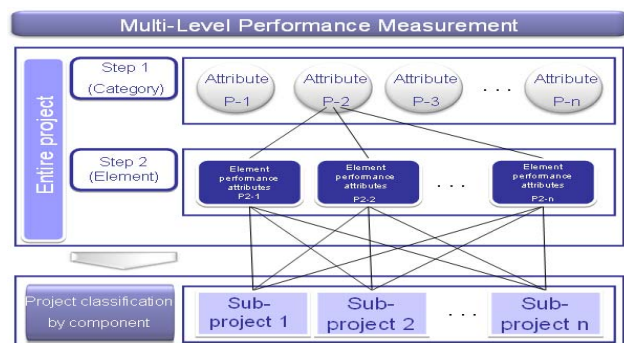 Multi-Level Performance Measurement
Entire project
Step 1
(Category)
Attribute
P-1
Attribute
P-2
Attribute
P-3
. . .
Attribute
P-n
Step 2
(Element)
Element
performance
attributes
P2-1
Element
performance
attributes
P2-2
. . .
Element
performance
attributes
P2-n
Project classification
by component
Sub-
project 1
Sub-
project 2
. . .
Sub-
project n